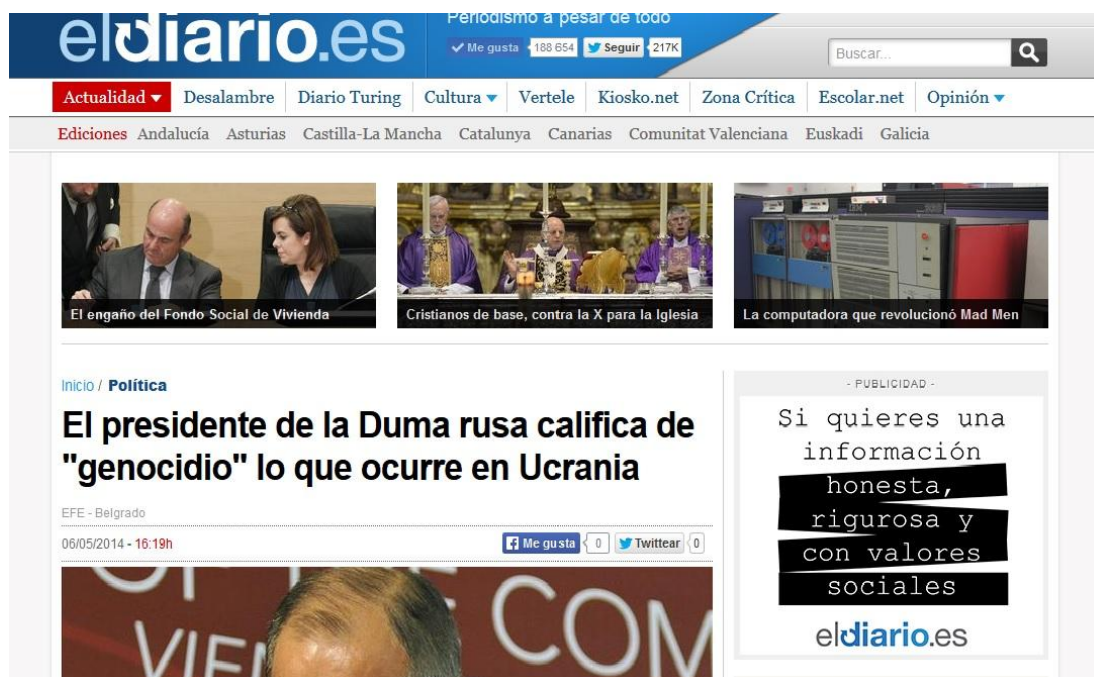 eldiario.es
Periodismo a pesar de todo
Me gusta 188 654 Seguir 217K
Buscar...
Actualidad Desalambre Diario Turing Cultura Vertele Kiosko.net Zona Crítica Escolar.net Opinión
Ediciones Andalucía Asturias Castilla-La Mancha Catalunya Canarias Comunitat Valenciana Euskadi Galicia
El engaño del Fondo Social de Vivienda
Cristianos de base, contra la X para la Iglesia
La computadora que revolucionó Mad Men
Inicio / Política
El presidente de la Duma rusa califica de
"genocidio" lo que ocurre en Ucrania
EFE - Belgrado
06/05/2014 - 16:19h
Me gusta 0 Twittear 0
OF THE COM
VIEN
- PUBLICIDAD -
Si quieres una
información
honesta,
rigurosa y
con valores
sociales
eldiario.es